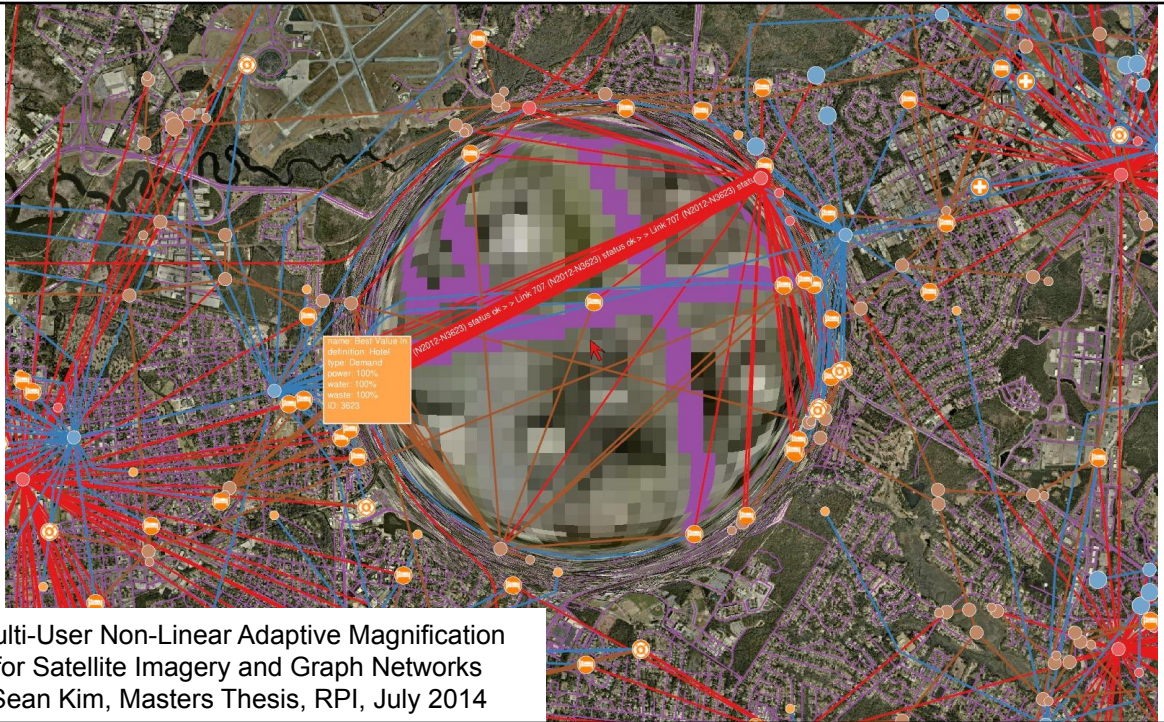 (N2012-N3623) status ok > > Link 707 (N2012-N3623) status ok > > Link 707 (N2012-N3623) statu
name: Best Value In
definition: Hotel
type: Demand
power: 100%
water: 100%
waste: 100%
ID: 3623
ulti-User Non-Linear Adaptive Magnification
for Satellite Imagery and Graph Networks
Sean Kim, Masters Thesis, RPI, July 2014